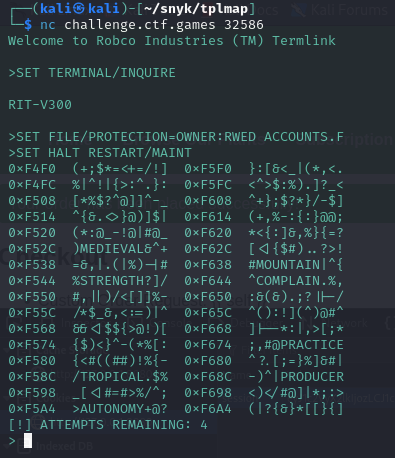 ┌──(kali㉿kali)-[~/snyk/tplmap]
└─$ nc challenge.ctf.games 32586
Welcome to Robco Industries (TM) Termlink

>SET TERMINAL/INQUIRE

RIT-V300

>SET FILE/PROTECTION=OWNER:RWED ACCOUNTS.F
>SET HALT RESTART/MAINT
0×F4F0  (+;$*=<+=/!]  0×F5F0  }:[&<_|(*,<.
0×F4FC  %|^!|{>:^.}:  0×F5FC  <^>$:%).]?_<
0×F508  [*%$?^@]]^--  0×F608  ^+};$?*}/-$]
0×F514  ^{&.<>}@)]$|  0×F614  (+,%-:{:}@@;
0×F520  (*:@_-!@|#@_  0×F620  *<{:]&,%}{=?
0×F52C  )MEDIEVAL&^+  0×F62C  [<|{$#)..?>!
0×F538  =&,|.(|%)-|#  0×F638  #MOUNTAIN|^{
0×F544  %STRENGTH?]/  0×F644  ^COMPLAIN.%,
0×F550  #,||)/<[]]%-  0×F650  :&(&).;?||-/
0×F55C  /*$_&,<:=)|^  0×F65C  ^():!](^)@#^
0×F568  &&<|$${>@!)[  0×F668  ]|--*:|,>[;*
0×F574  {$)<}^-(*%[:  0×F674  ;,#@PRACTICE
0×F580  {<#((##)!%{-  0×F680  ^?.[;=}%]&#|
0×F58C  /TROPICAL.$%  0×F68C  -)^|PRODUCER
0×F598  _[<|#=#>%/^;  0×F698  <)</#@]|*;:>
0×F5A4  >AUTONOMY+@?  0×F6A4  (|?{&}*[[}{]
[!] ATTEMPTS REMAINING: 4
>